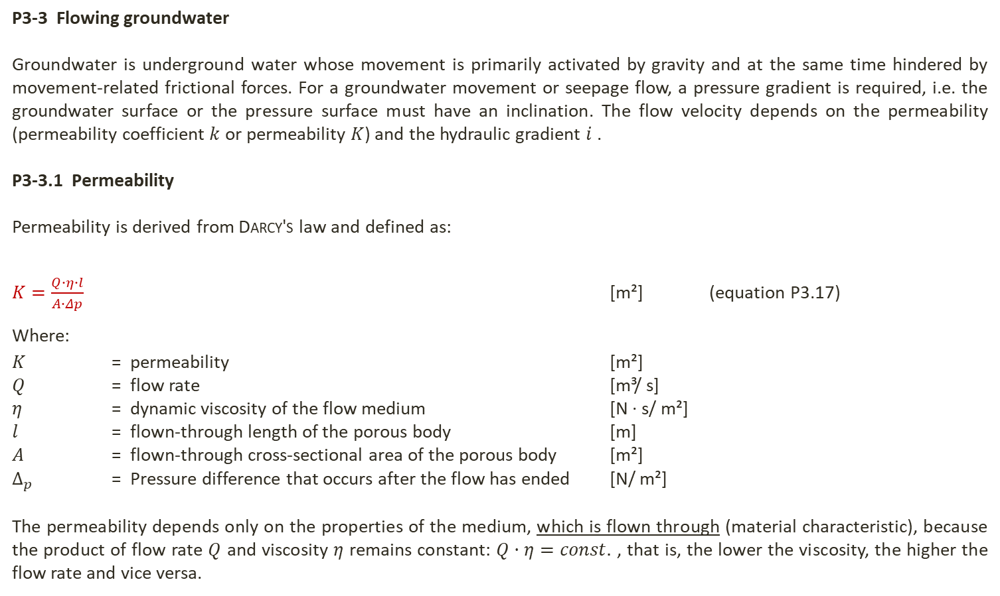 P3-3 Flowing groundwater
Groundwater is underground water whose movement is primarily activated by gravity and at the same time hindered by
movement-related frictional forces. For a groundwater movement or seepage flow, a pressure gradient is required, i.e. the
groundwater surface or the pressure surface must have an inclination. The flow velocity depends on the permeability
(permeability coefficient k or permeability K) and the hydraulic gradient i .
P3-3.1 Permeability
Permeability is derived from DARCY'S law and defined as:
K = Q·η·l / A·Δp [m²] (equation P3.17)
Where:
K = permeability [m²]
Q = flow rate [m³/ s]
η = dynamic viscosity of the flow medium [N · s/ m²]
l = flown-through length of the porous body [m]
A = flown-through cross-sectional area of the porous body [m²]
Δp = Pressure difference that occurs after the flow has ended [N/ m²]
The permeability depends only on the properties of the medium, which is flown through (material characteristic), because
the product of flow rate Q and viscosity η remains constant: Q · η = const. , that is, the lower the viscosity, the higher the
flow rate and vice versa.